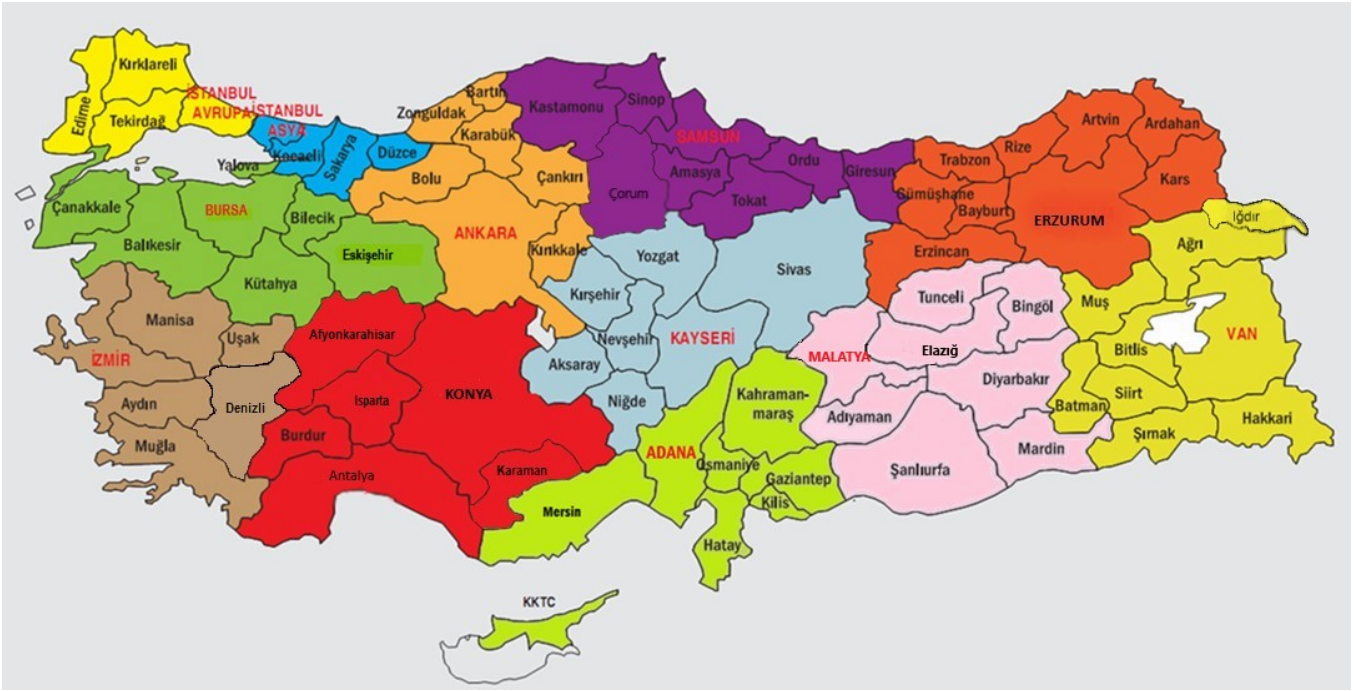 Kırklareli
Edirne
Tekirdağ
İSTANBUL
AVRUPA
İSTANBUL
ASYA
Kocaeli
Yalova
Sakarya
Düzce
Zonguldak
Bartın
Karabük
Bolu
Çankırı
ANKARA
Kırıkkale
Kastamonu
Sinop
SAMSUN
Çorum
Amasya
Tokat
Ordu
Giresun
Trabzon
Rize
Artvin
Ardahan
Gümüşhane
Bayburt
Kars
ERZURUM
Erzincan
Iğdır
Ağrı
Çanakkale
BURSA
Bilecik
Balıkesir
Eskişehir
Kütahya
Yozgat
Sivas
Kırşehir
Nevşehir
KAYSERİ
Aksaray
Niğde
Tunceli
Bingöl
MALATYA
Elazığ
Diyarbakır
Adıyaman
Şanlıurfa
Mardin
Muş
Bitlis
VAN
Siirt
Batman
Şırnak
Hakkari
Manisa
Uşak
İZMİR
Aydın
Denizli
Muğla
Afyonkarahisar
Isparta
KONYA
Burdur
Antalya
Karaman
Kahraman-
maraş
ADANA
Osmaniye
Gaziantep
Kilis
Mersin
Hatay
KKTC